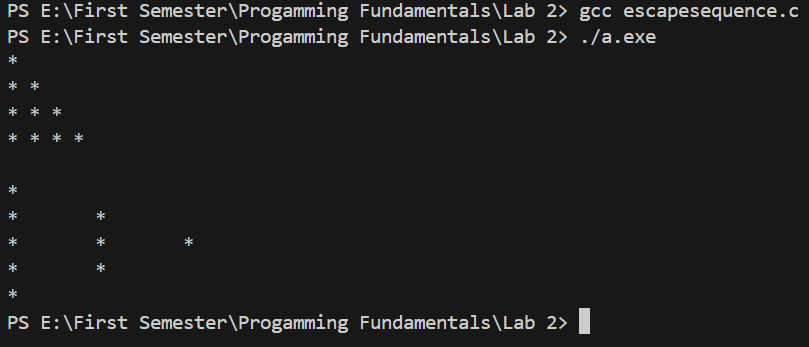 PS E:\First Semester\Progamming Fundamentals\Lab 2> gcc escapesequence.c
PS E:\First Semester\Progamming Fundamentals\Lab 2> ./a.exe
*
* *
* * *
* * * *

*
*       *
*       *       *
*       *
*
PS E:\First Semester\Progamming Fundamentals\Lab 2>